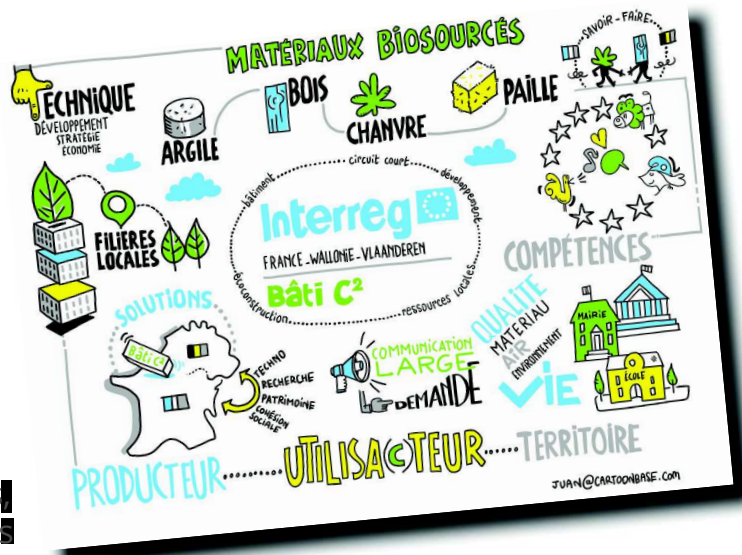 MATÉRIAUX BIOSOURCÉS
SAVOIR-FAIRE
TECHNIQUE
DÉVELOPPEMENT
STRATÉGIE
ÉCONOMIE
ARGILE
BOIS
CHANVRE
PAILLE
FILIÈRES
LOCALES
bâtiment
circuit court
développement
ressources locales
écoconstruction
Interreg
FRANCE-WALLONIE-VLAANDEREN
Bâti C²
COMPÉTENCES
SOLUTIONS
Bâti C²
TECHNO
RECHERCHE
PATRIMOINE
COHÉSION
SOCIALE
COMMUNICATION
LARGE
DEMANDE
QUALITÉ
MATÉRIAU
AIR
ENVIRONNEMENT
VIE
MAIRIE
ÉCOLE
PRODUCTEUR
UTILISA(C)TEUR
TERRITOIRE
JUAN@CARTOONBASE.COM
,
s